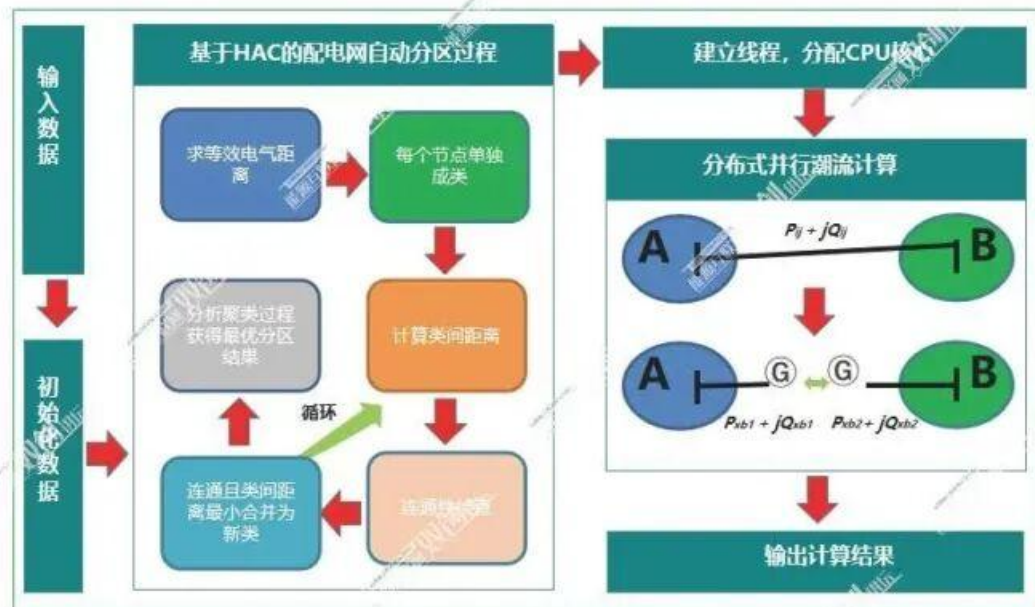 输入数据
初始化数据
基于HAC的配电网自动分区过程
求等效电气距
离
每个节点单独
成类
计算类间距离
分析聚类过程
获得最优分区
结果
循环
连通且类间距
离最小合并为
新类
建立线程，分配CPU核心
分布式并行潮流计算
A
Pij + jQij
B
A
G
G
B
Pxb1 + jQxb1
Pxb2 + jQxb2
输出计算结果